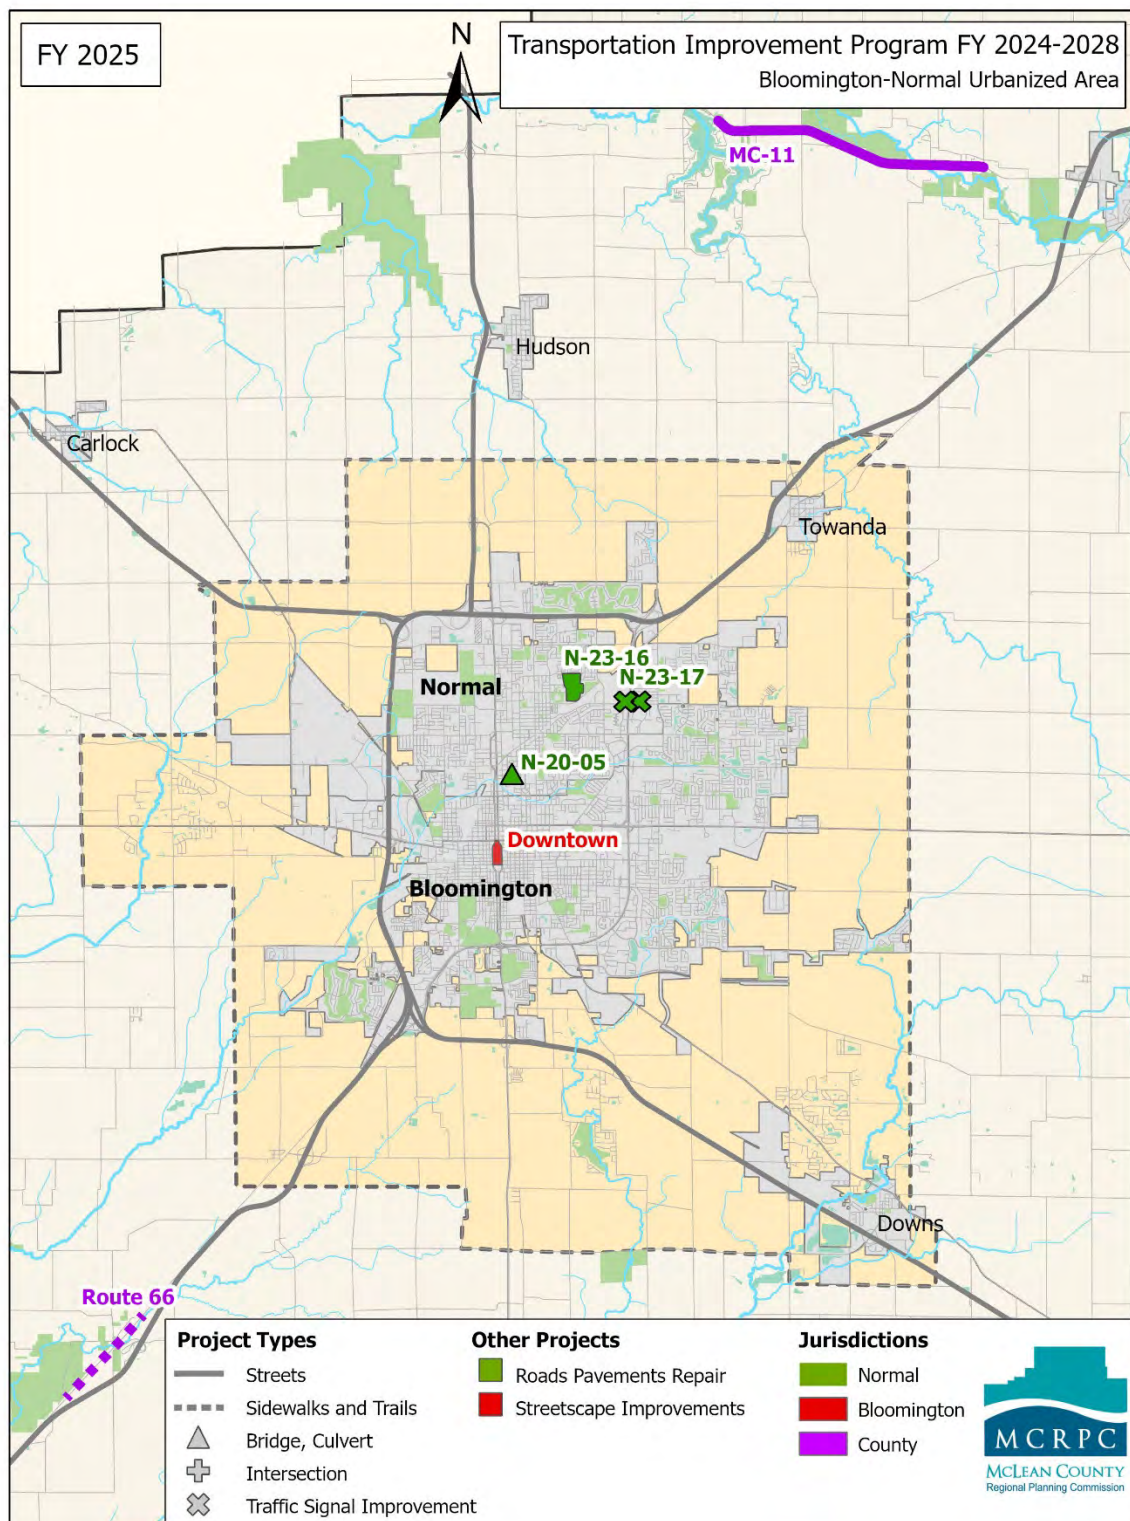 FY 2025
N
Transportation Improvement Program FY 2024-2028
Bloomington-Normal Urbanized Area
MC-11
Hudson
Carlock
Towanda
N-23-16
N-23-17
Normal
N-20-05
Downtown
Bloomington
Downs
Route 66
Project Types
Streets
Sidewalks and Trails
Bridge, Culvert
Intersection
Traffic Signal Improvement
Other Projects
Roads Pavements Repair
Streetscape Improvements
Jurisdictions
Normal
Bloomington
County
MCRPC
MCLEAN COUNTY
Regional Planning Commission